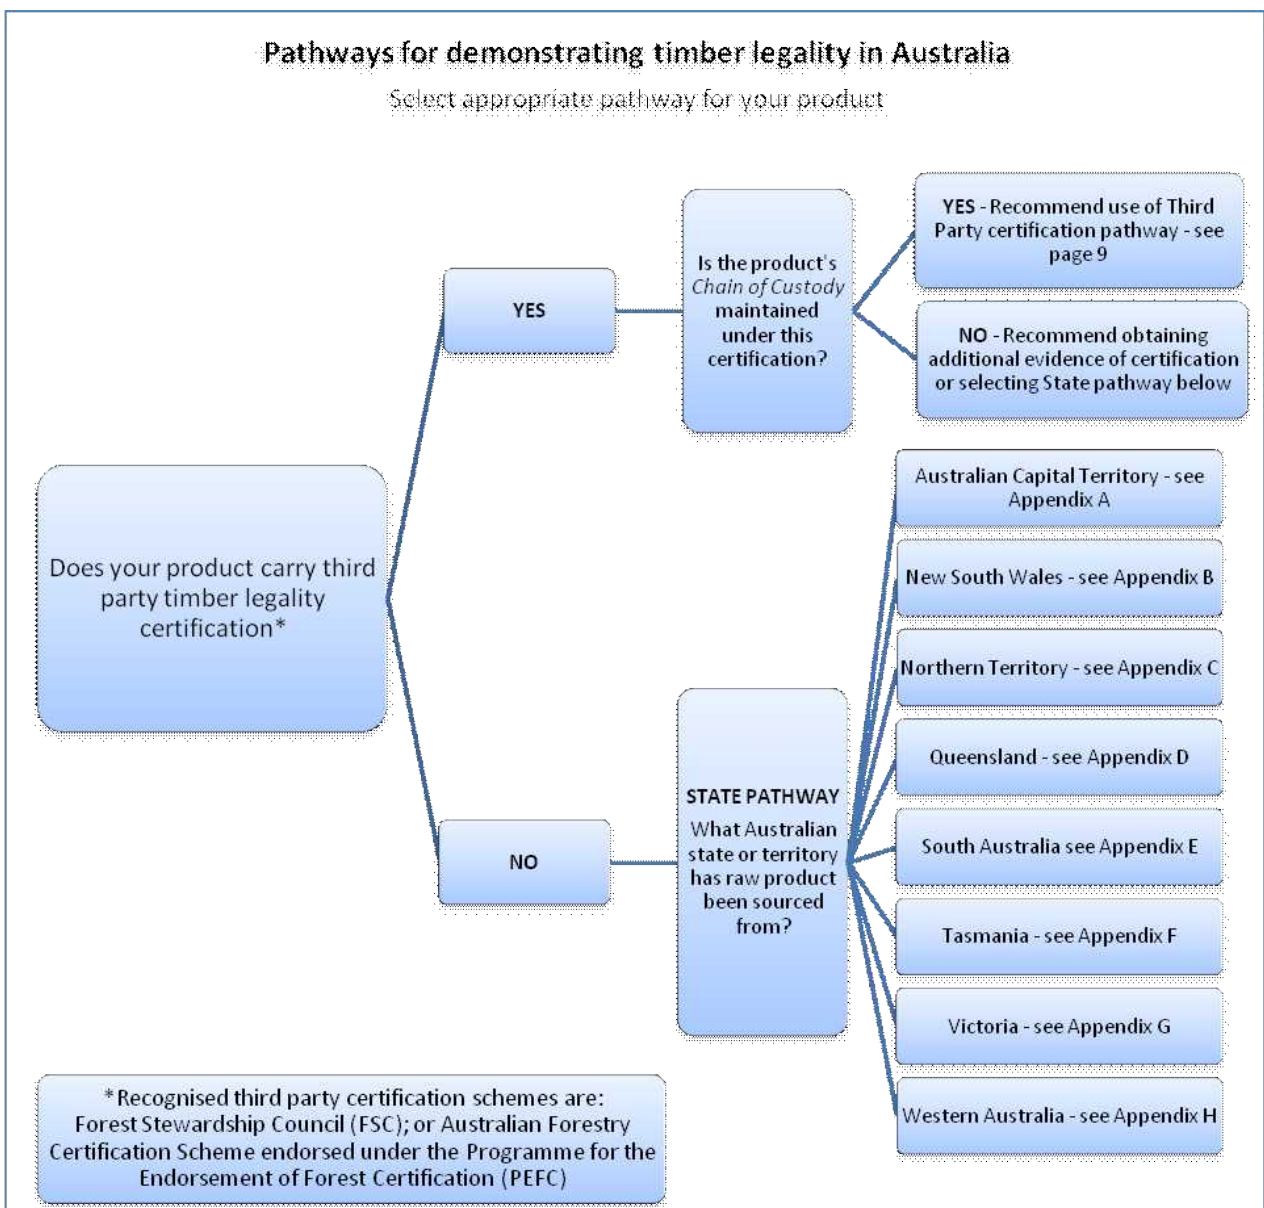 Pathways for demonstrating timber legality in Australia
Select appropriate pathway for your product
YES - Recommend use of Third
Party certification pathway - see
page 9
Is the product's
Chain of Custody
maintained
under this
certification?
YES
NO - Recommend obtaining
additional evidence of certification
or selecting State pathway below
Does your product carry third
party timber legality
certification*
Australian Capital Territory - see
Appendix A
New South Wales - see Appendix B
Northern Territory - see Appendix C
Queensland - see Appendix D
STATE PATHWAY
What Australian
state or territory
has raw product
been sourced
from?
NO
South Australia see Appendix E
Tasmania - see Appendix F
Victoria - see Appendix G
Western Australia - see Appendix H
*Recognised third party certification schemes are:
Forest Stewardship Council (FSC); or Australian Forestry
Certification Scheme endorsed under the Programme for the
Endorsement of Forest Certification (PEFC)